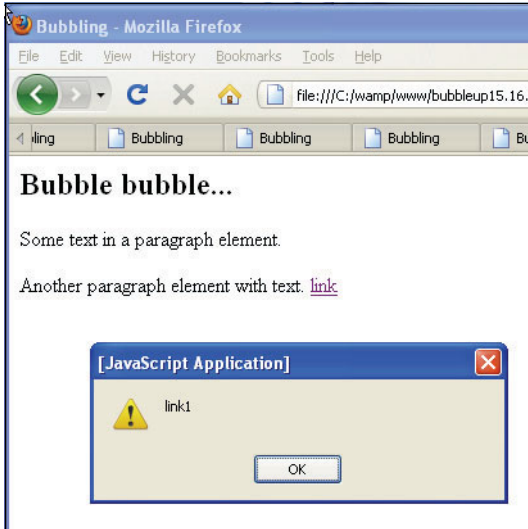 Bubbling - Mozilla Firefox
File Edit View History Bookmarks Tools Help
file:///C:/wamp/www/bubbleup15.16.
Bubbling Bubbling Bubbling
Bubble bubble...
Some text in a paragraph element.
Another paragraph element with text. link
[JavaScript Application]
link1
OK